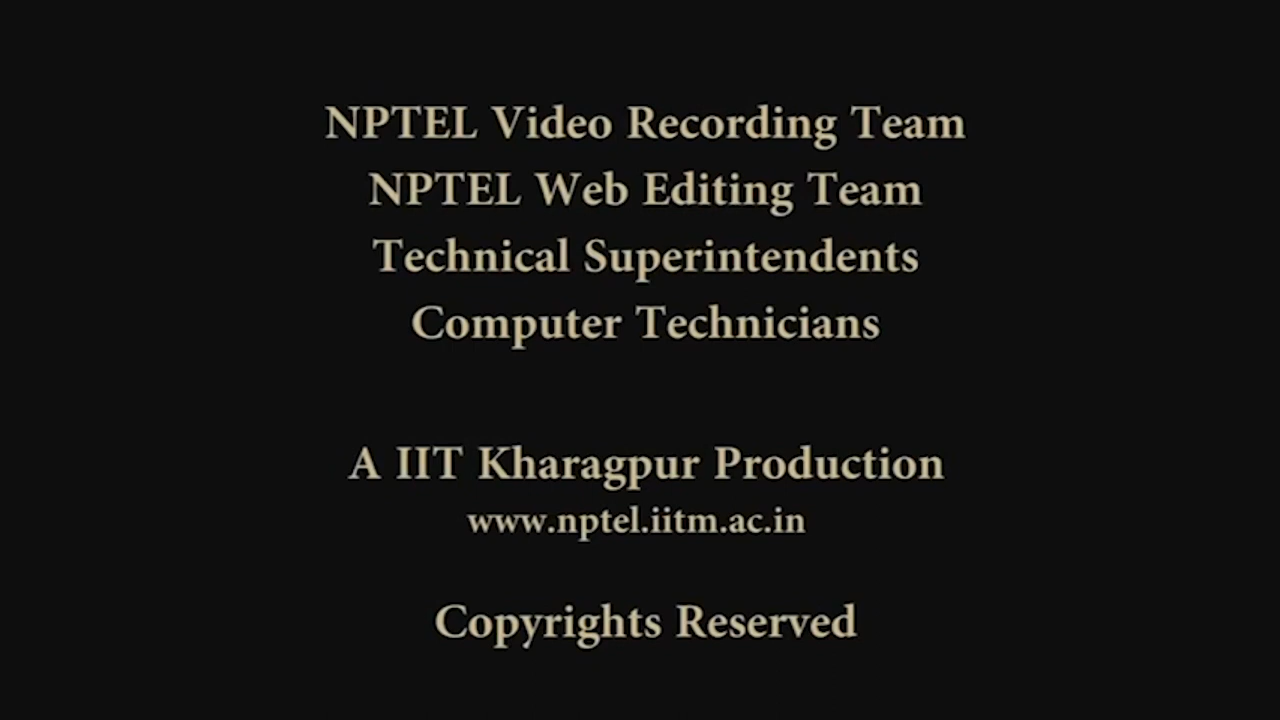 NPTEL Video Recording Team
NPTEL Web Editing Team
Technical Superintendents
Computer Technicians
A IIT Kharagpur Production
www.nptel.iitm.ac.in
Copyrights Reserved